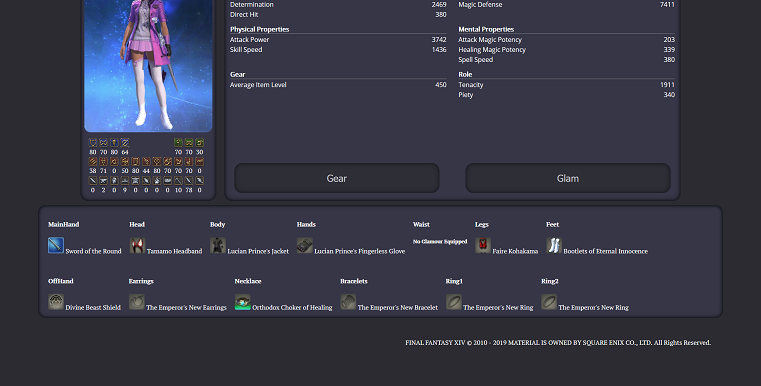 Determination 2469 Magic Defense 7411
Direct Hit 380
Physical Properties Mental Properties
Attack Power 3742 Attack Magic Potency 203
Skill Speed 1436 Healing Magic Potency 339
Spell Speed 380
Gear Role
Average Item Level 450 Tenacity 1911
Piety 340
80 70 80 64 70 70 30
38 71 0 50 80 44 80 70 70 70 0
0 2 0 9 0 0 0 0 10 78 0
Gear Glam
MainHand Head Body Hands Waist Legs Feet
Sword of the Round Tamamo Headband Lucian Prince's Jacket Lucian Prince's Fingerless Glove No Glamour Equipped Faire Kohakama Bootlets of Eternal Innocence
OffHand Earrings Necklace Bracelets Ring1 Ring2
Divine Beast Shield The Emperor's New Earrings Orthodox Choker of Healing The Emperor's New Bracelet The Emperor's New Ring The Emperor's New Ring
FINAL FANTASY XIV © 2010 - 2019 MATERIAL IS OWNED BY SQUARE ENIX CO., LTD. All Rights Reserved.